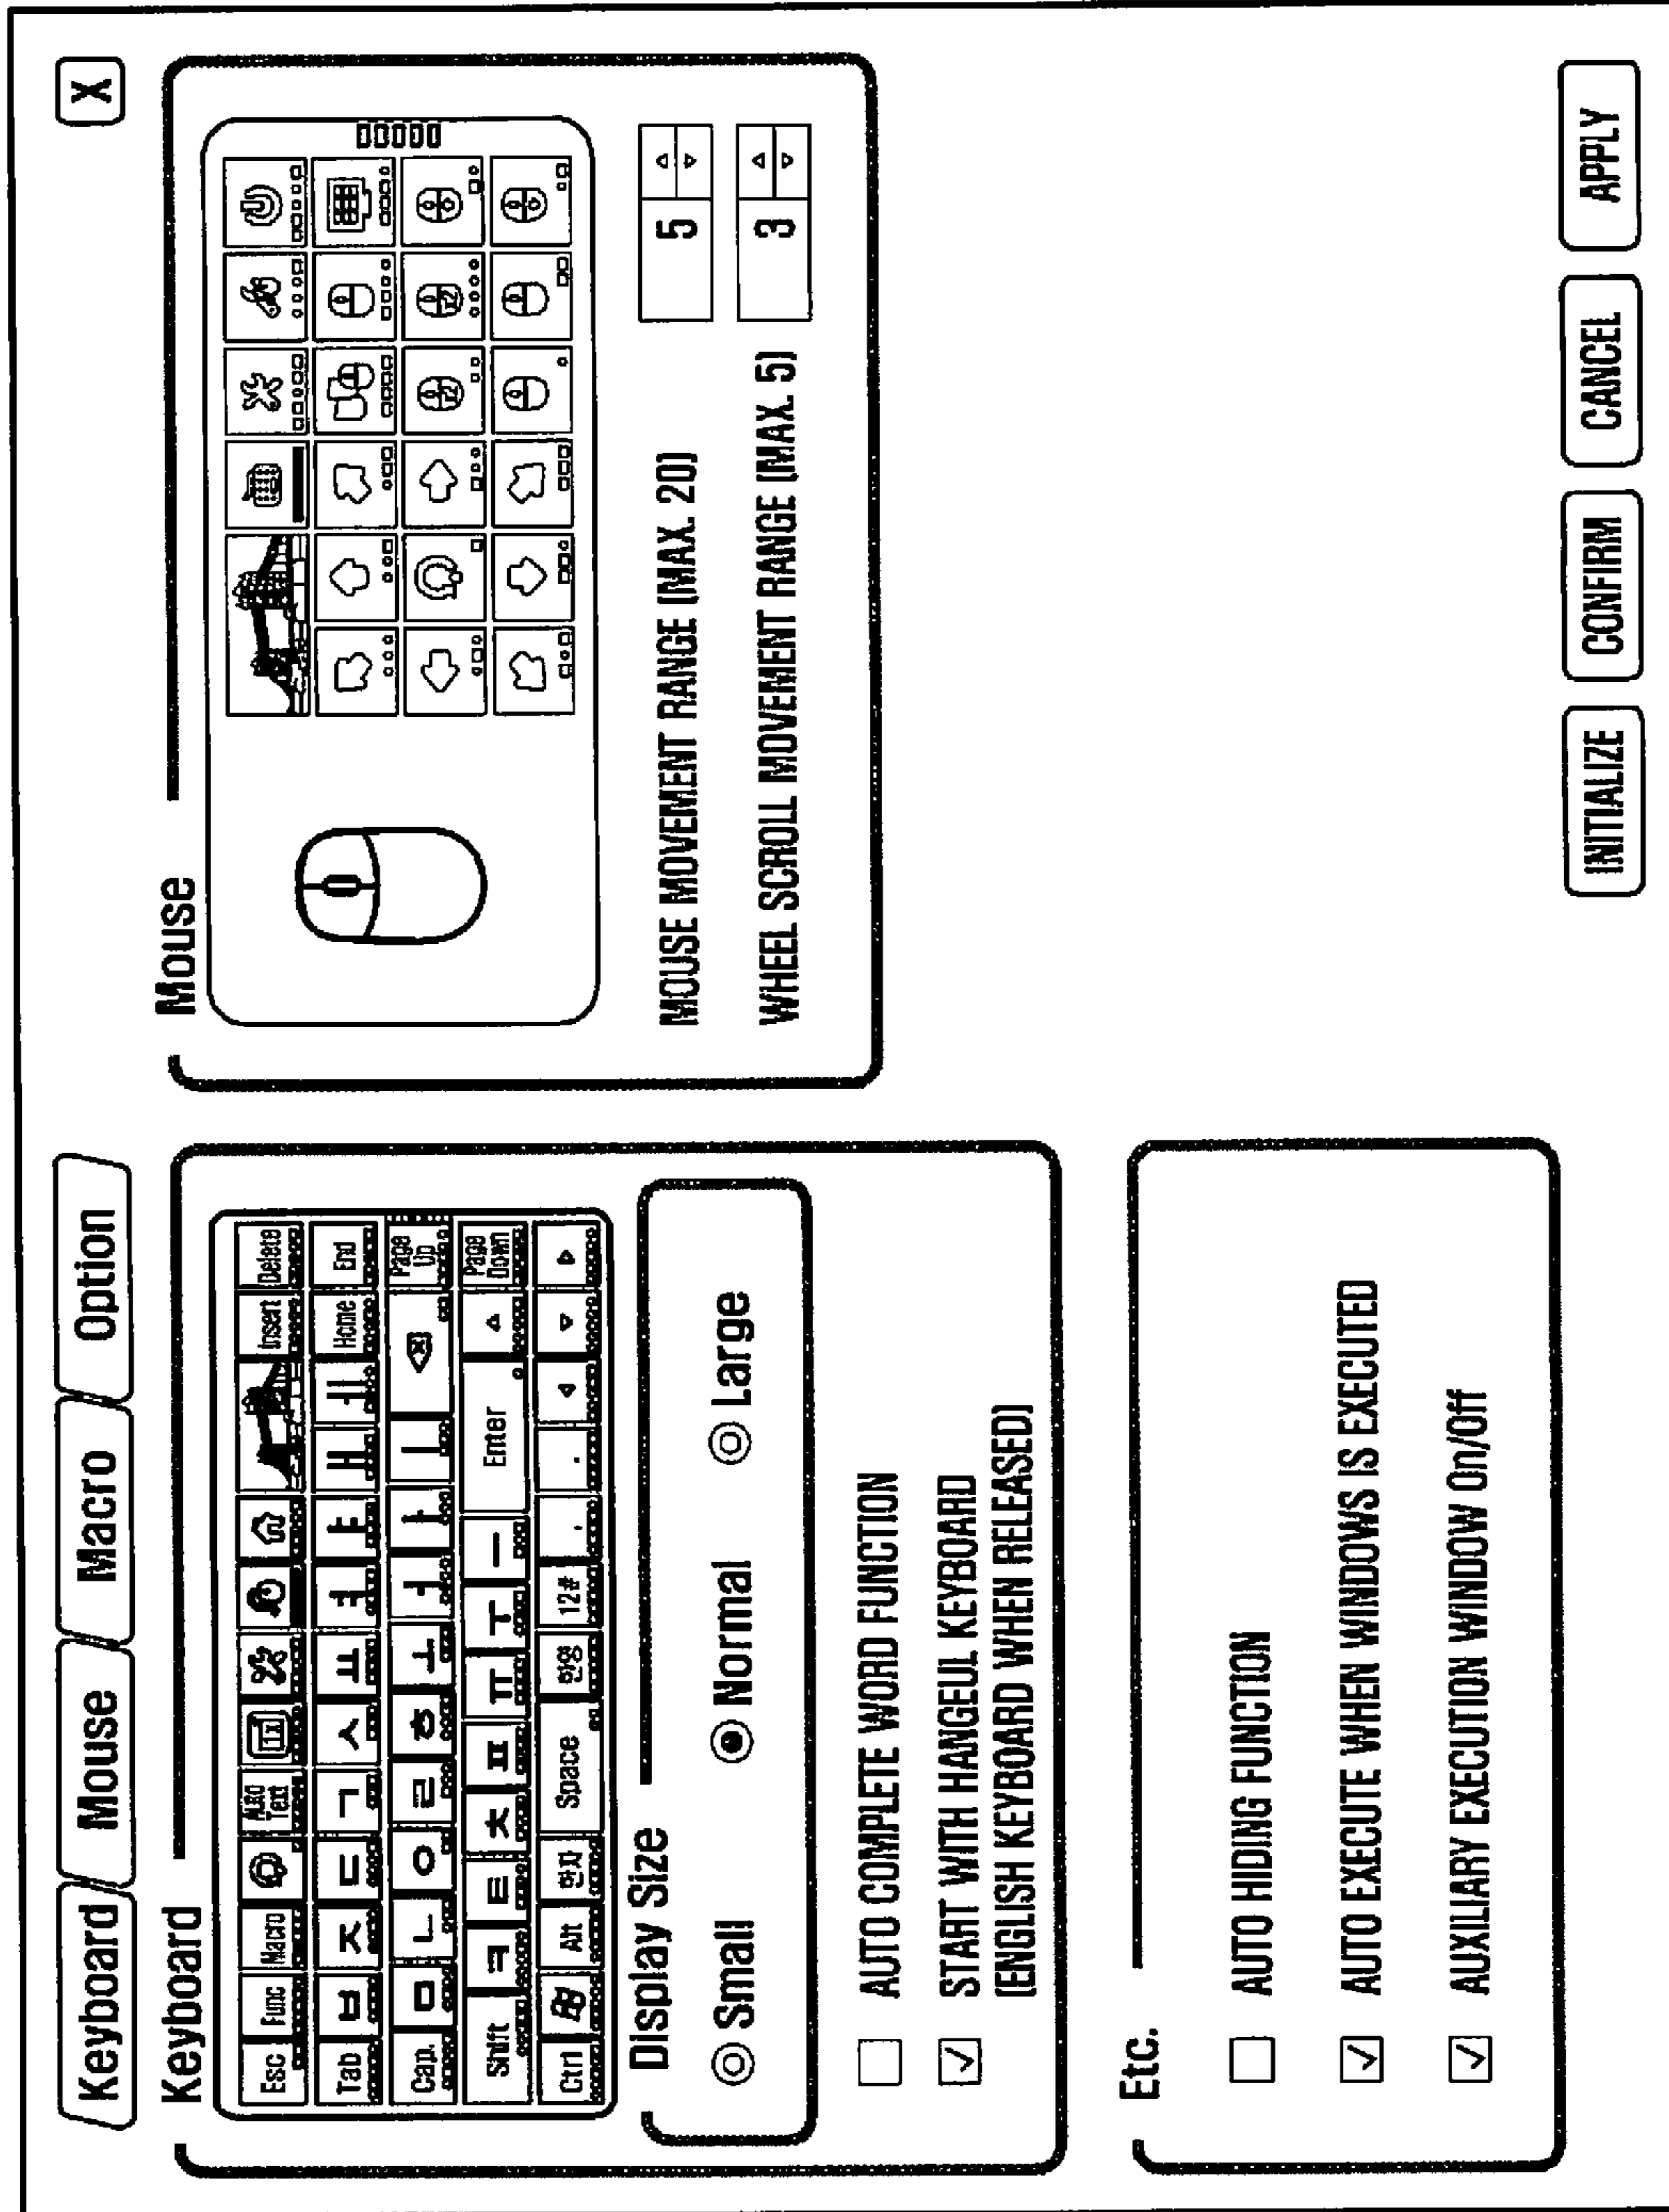 Keyboard Mouse Macro Option X
Keyboard
Esc Func Macro Auto Text 1x Insert Delete
Tab ㅂ ㅈ ㄷ ㄱ ㅅ ㅛ ㅕ ㅑ ㅐ ㅔ Home End
Cap. ㅁ ㄴ ㅇ ㄹ ㅎ ㅗ ㅓ ㅏ ㅣ Page Up
Shift ㅋ ㅌ ㅊ ㅍ ㅠ ㅜ ㅡ Enter Page Down
Ctrl Alt 한자 Space 한영 12# , .
Display Size
Small Normal Large
AUTO COMPLETE WORD FUNCTION
START WITH HANGEUL KEYBOARD
(ENGLISH KEYBOARD WHEN RELEASED)
Etc.
AUTO HIDING FUNCTION
AUTO EXECUTE WHEN WINDOWS IS EXECUTED
AUXILIARY EXECUTION WINDOW On/Off
Mouse
x2 x2
MOUSE MOVEMENT RANGE (MAX. 20) 5
WHEEL SCROLL MOVEMENT RANGE (MAX. 5) 3
INITIALIZE CONFIRM CANCEL APPLY